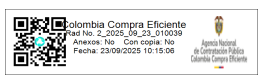 Colombia Compra Eficiente
Rad No. 2_2025_09_23_010039
Anexos: No Con copia: No
Fecha: 23/09/2025 10:15:06
Agencia Nacional
de Contratación Pública
Colombia Compra Eficiente